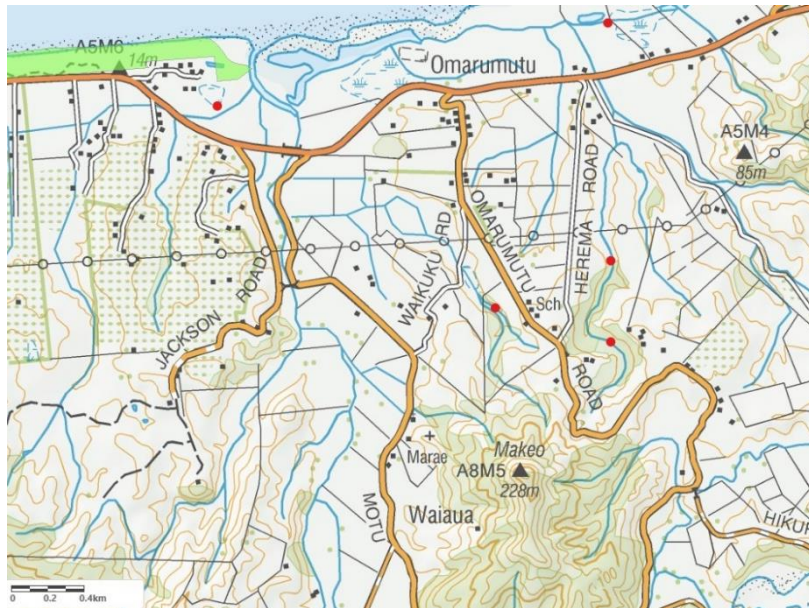 A5M6
14m
Omarumutu
A5M4
85m
OMARUMUTU
ROAD
HEREMA ROAD
WAIKUKU RD
JACKSON ROAD
Sch
Makeo
A8M5
228m
Marae
MOTU
Waiaua
HIKU
0 0.2 0.4km